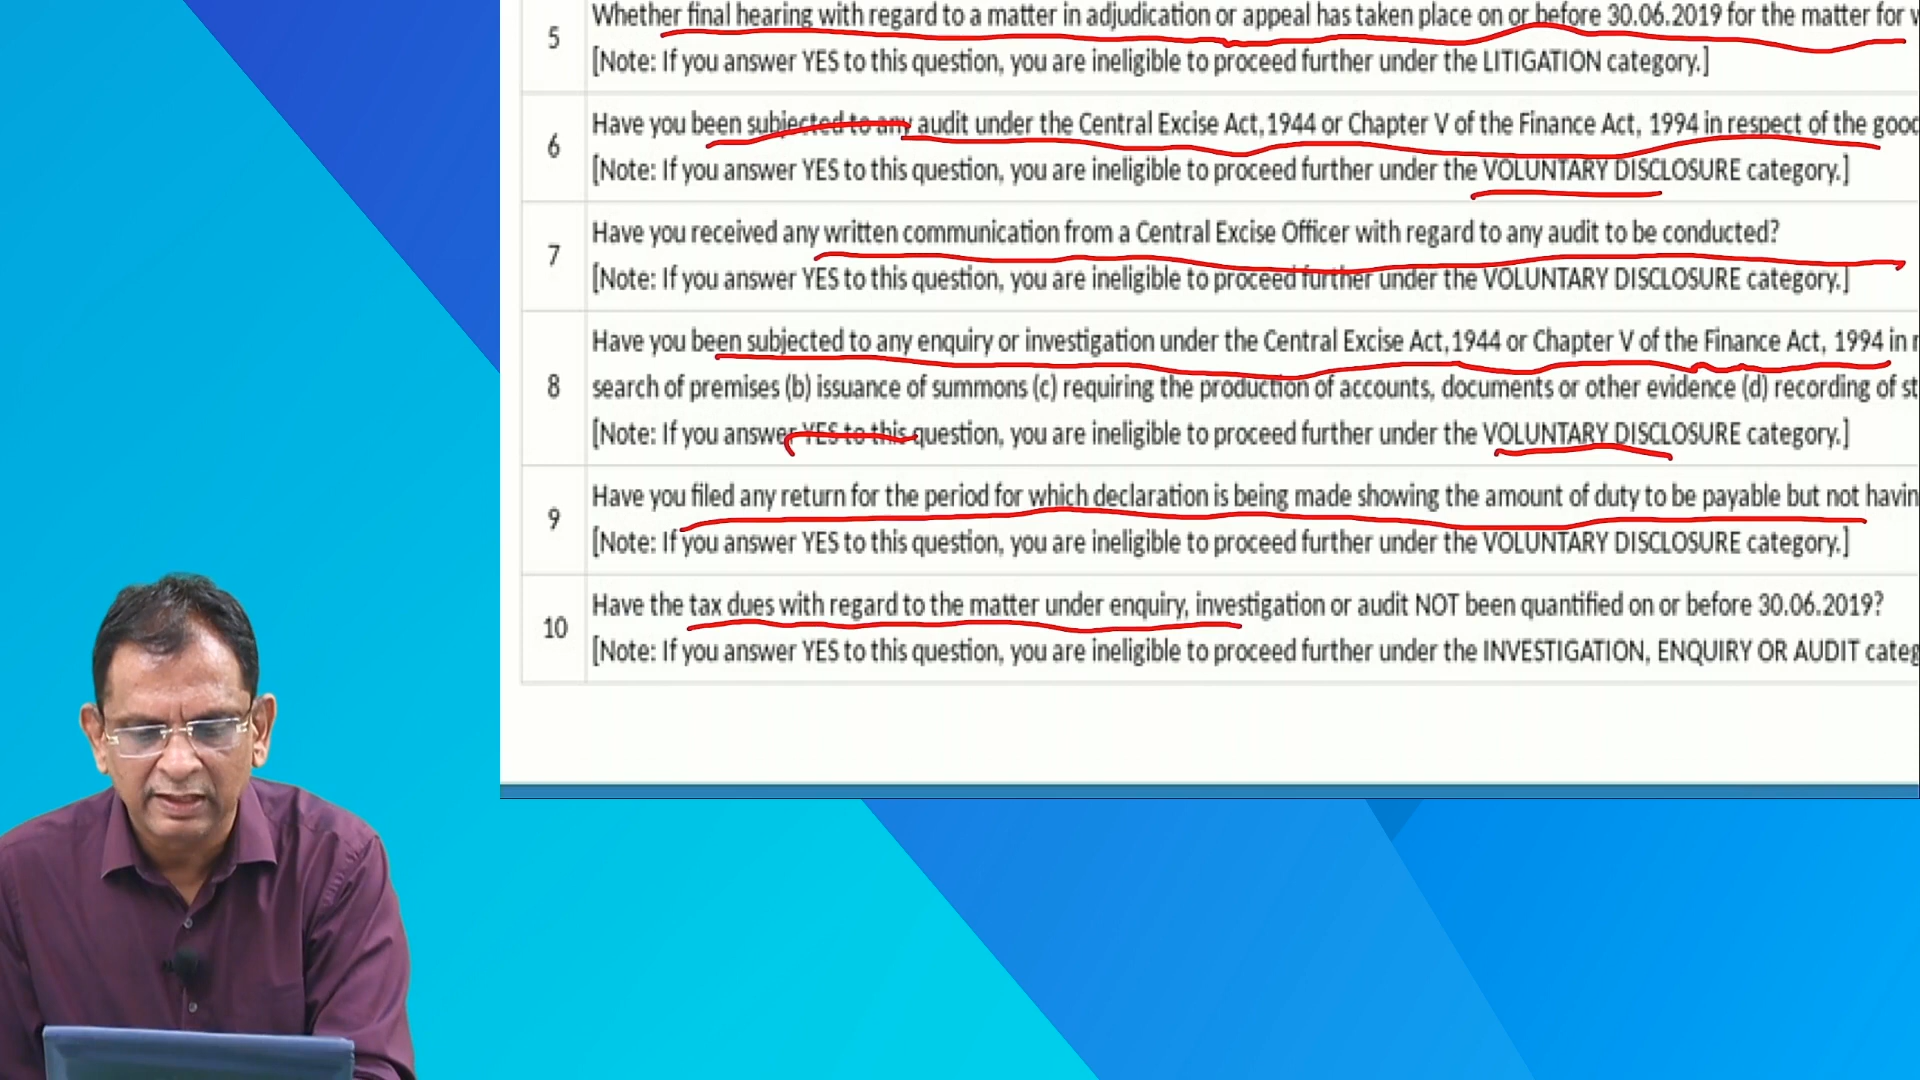 5
Whether final hearing with regard to a matter in adjudication or appeal has taken place on or before 30.06.2019 for the matter for
[Note: If you answer YES to this question, you are ineligible to proceed further under the LITIGATION category.]
6
Have you been subjected to any audit under the Central Excise Act,1944 or Chapter V of the Finance Act, 1994 in respect of the
[Note: If you answer YES to this question, you are ineligible to proceed further under the VOLUNTARY DISCLOSURE category.]
7
Have you received any written communication from a Central Excise Officer with regard to any audit to be conducted?
[Note: If you answer YES to this question, you are ineligible to proceed further under the VOLUNTARY DISCLOSURE category.]
8
Have you been subjected to any enquiry or investigation under the Central Excise Act,1944 or Chapter V of the Finance Act, 1994 in
search of premises (b) issuance of summons (c) requiring the production of accounts, documents or other evidence (d) recording of
[Note: If you answer YES to this question, you are ineligible to proceed further under the VOLUNTARY DISCLOSURE category.]
9
Have you filed any return for the period for which declaration is being made showing the amount of duty to be payable but not
[Note: If you answer YES to this question, you are ineligible to proceed further under the VOLUNTARY DISCLOSURE category.]
10
Have the tax dues with regard to the matter under enquiry, investigation or audit NOT been quantified on or before 30.06.2019?
[Note: If you answer YES to this question, you are ineligible to proceed further under the INVESTIGATION, ENQUIRY OR AUDIT